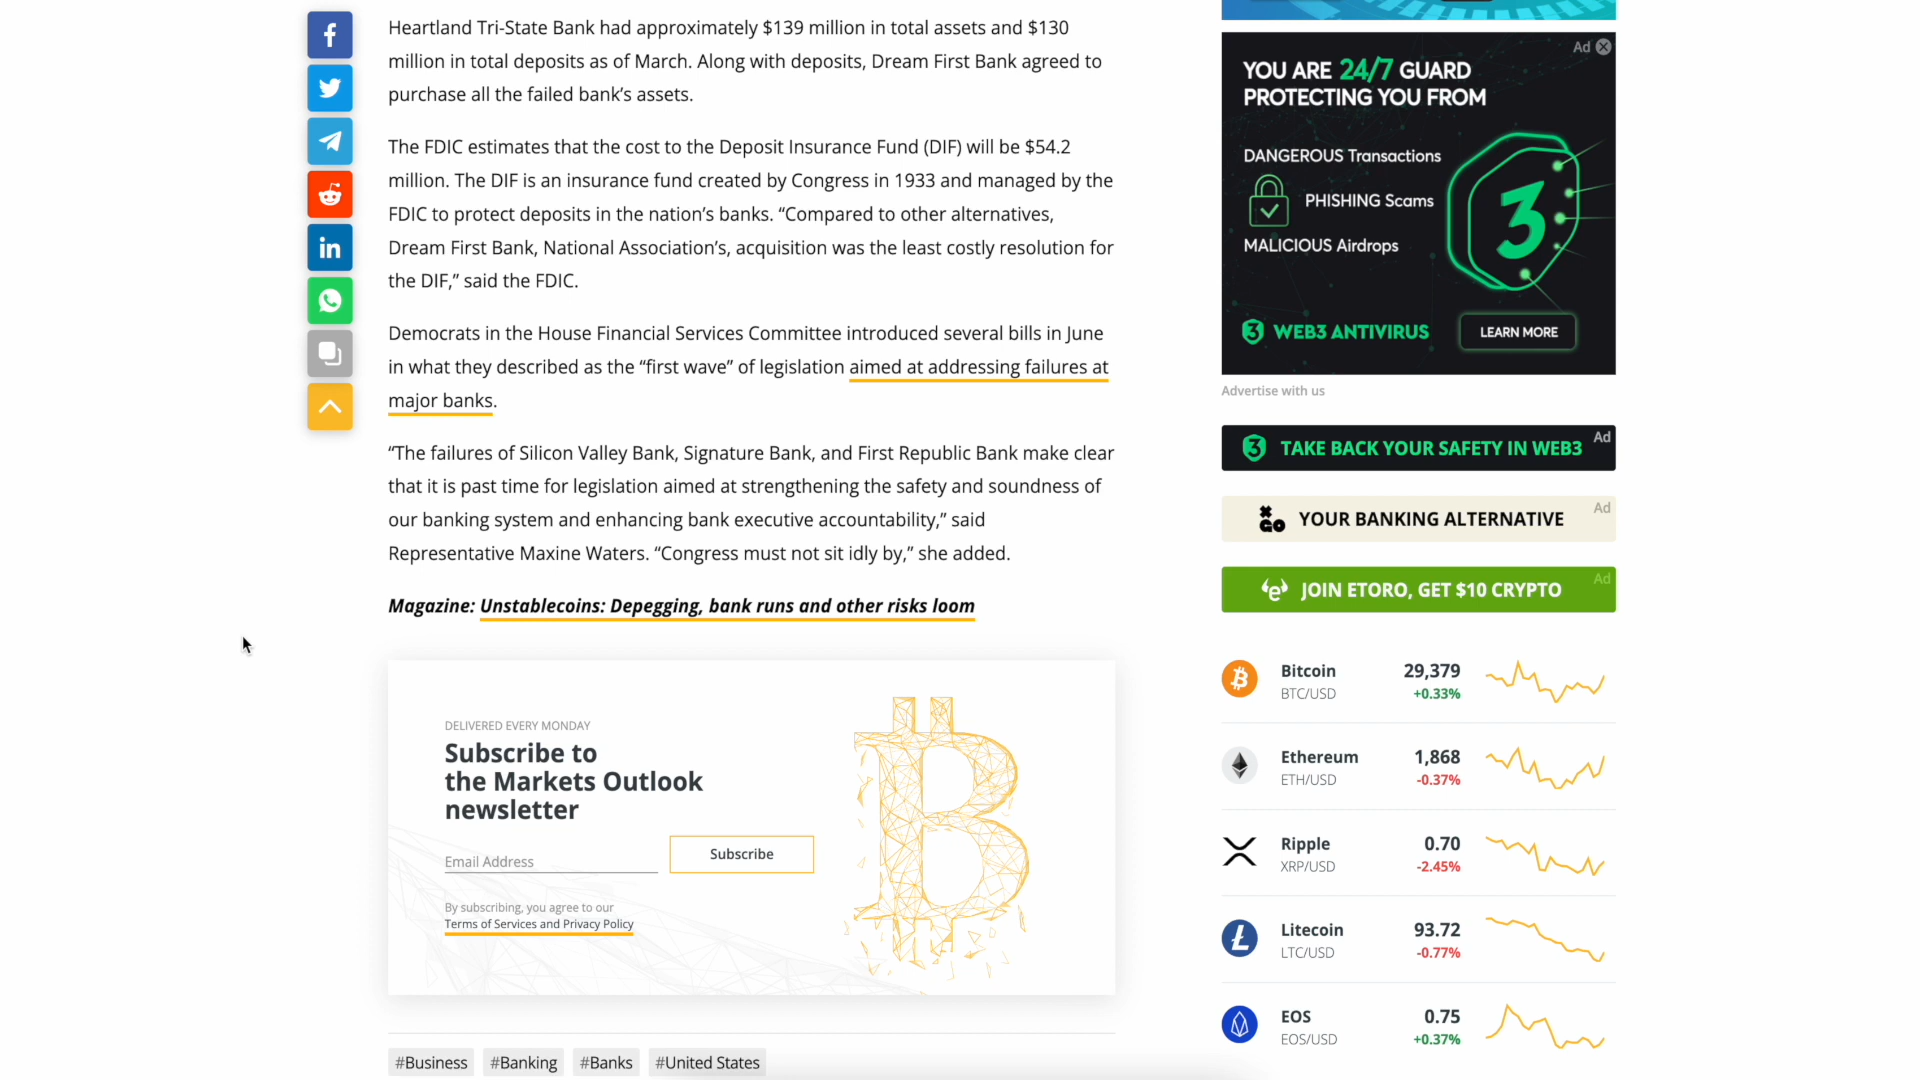 Heartland Tri-State Bank had approximately $139 million in total assets and $130
million in total deposits as of March. Along with deposits, Dream First Bank agreed to
purchase all the failed bank’s assets.
The FDIC estimates that the cost to the Deposit Insurance Fund (DIF) will be $54.2
million. The DIF is an insurance fund created by Congress in 1933 and managed by the
FDIC to protect deposits in the nation’s banks. “Compared to other alternatives,
Dream First Bank, National Association’s, acquisition was the least costly resolution for
the DIF,” said the FDIC.
Democrats in the House Financial Services Committee introduced several bills in June
in what they described as the “first wave” of legislation aimed at addressing failures at
major banks.
“The failures of Silicon Valley Bank, Signature Bank, and First Republic Bank make clear
that it is past time for legislation aimed at strengthening the safety and soundness of
our banking system and enhancing bank executive accountability,” said
Representative Maxine Waters. “Congress must not sit idly by,” she added.
Magazine: Unstablecoins: Depegging, bank runs and other risks loom
DELIVERED EVERY MONDAY
Subscribe to
the Markets Outlook
newsletter
Email Address
Subscribe
By subscribing, you agree to our
Terms of Services and Privacy Policy
#Business #Banking #Banks #United States
Ad
YOU ARE 24/7 GUARD
PROTECTING YOU FROM
DANGEROUS Transactions
PHISHING Scams
MALICIOUS Airdrops
3
WEB3 ANTIVIRUS
LEARN MORE
Advertise with us
TAKE BACK YOUR SAFETY IN WEB3
Ad
YOUR BANKING ALTERNATIVE
Ad
JOIN ETORO, GET $10 CRYPTO
Ad
Bitcoin 29,379
BTC/USD +0.33%
Ethereum 1,868
ETH/USD -0.37%
Ripple 0.70
XRP/USD -2.45%
Litecoin 93.72
LTC/USD -0.77%
EOS 0.75
EOS/USD +0.37%